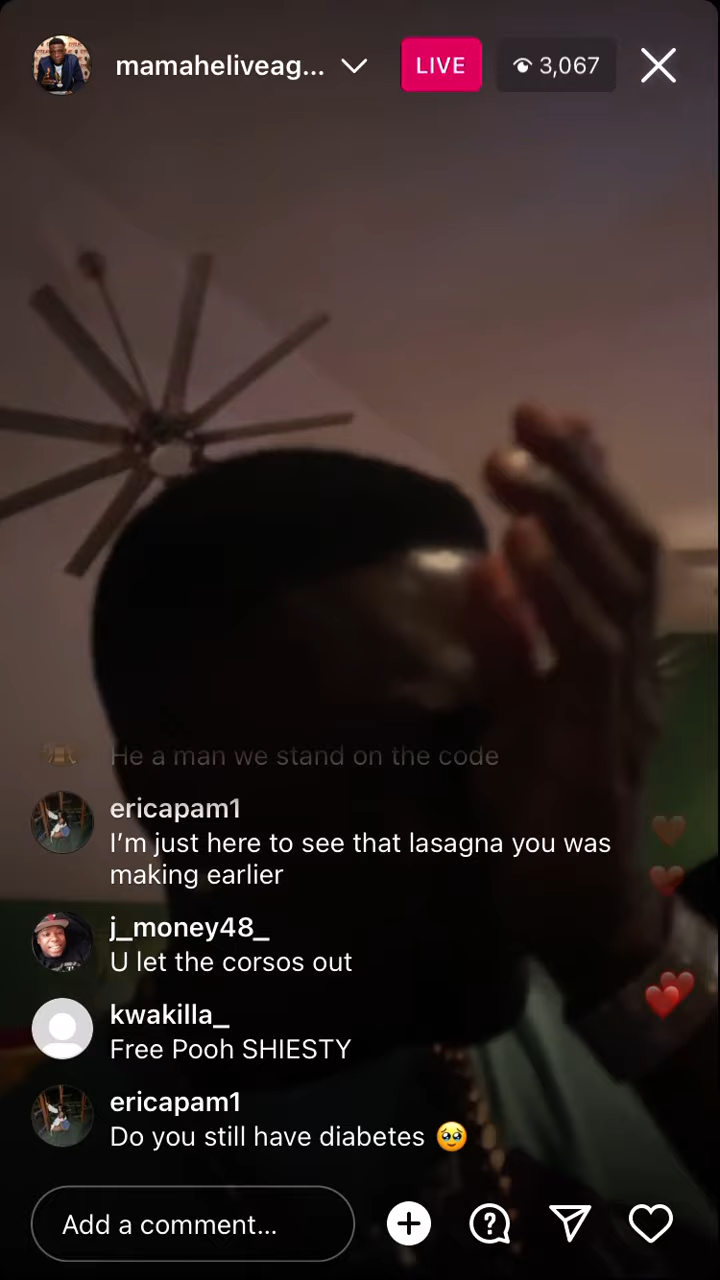 mamaheliveag...
LIVE
3,067
He a man we stand on the code
ericapam1
I’m just here to see that lasagna you was
making earlier
j_money48_
U let the corsos out
kwakilla_
Free Pooh SHIESTY
ericapam1
Do you still have diabetes 🥹
Add a comment...